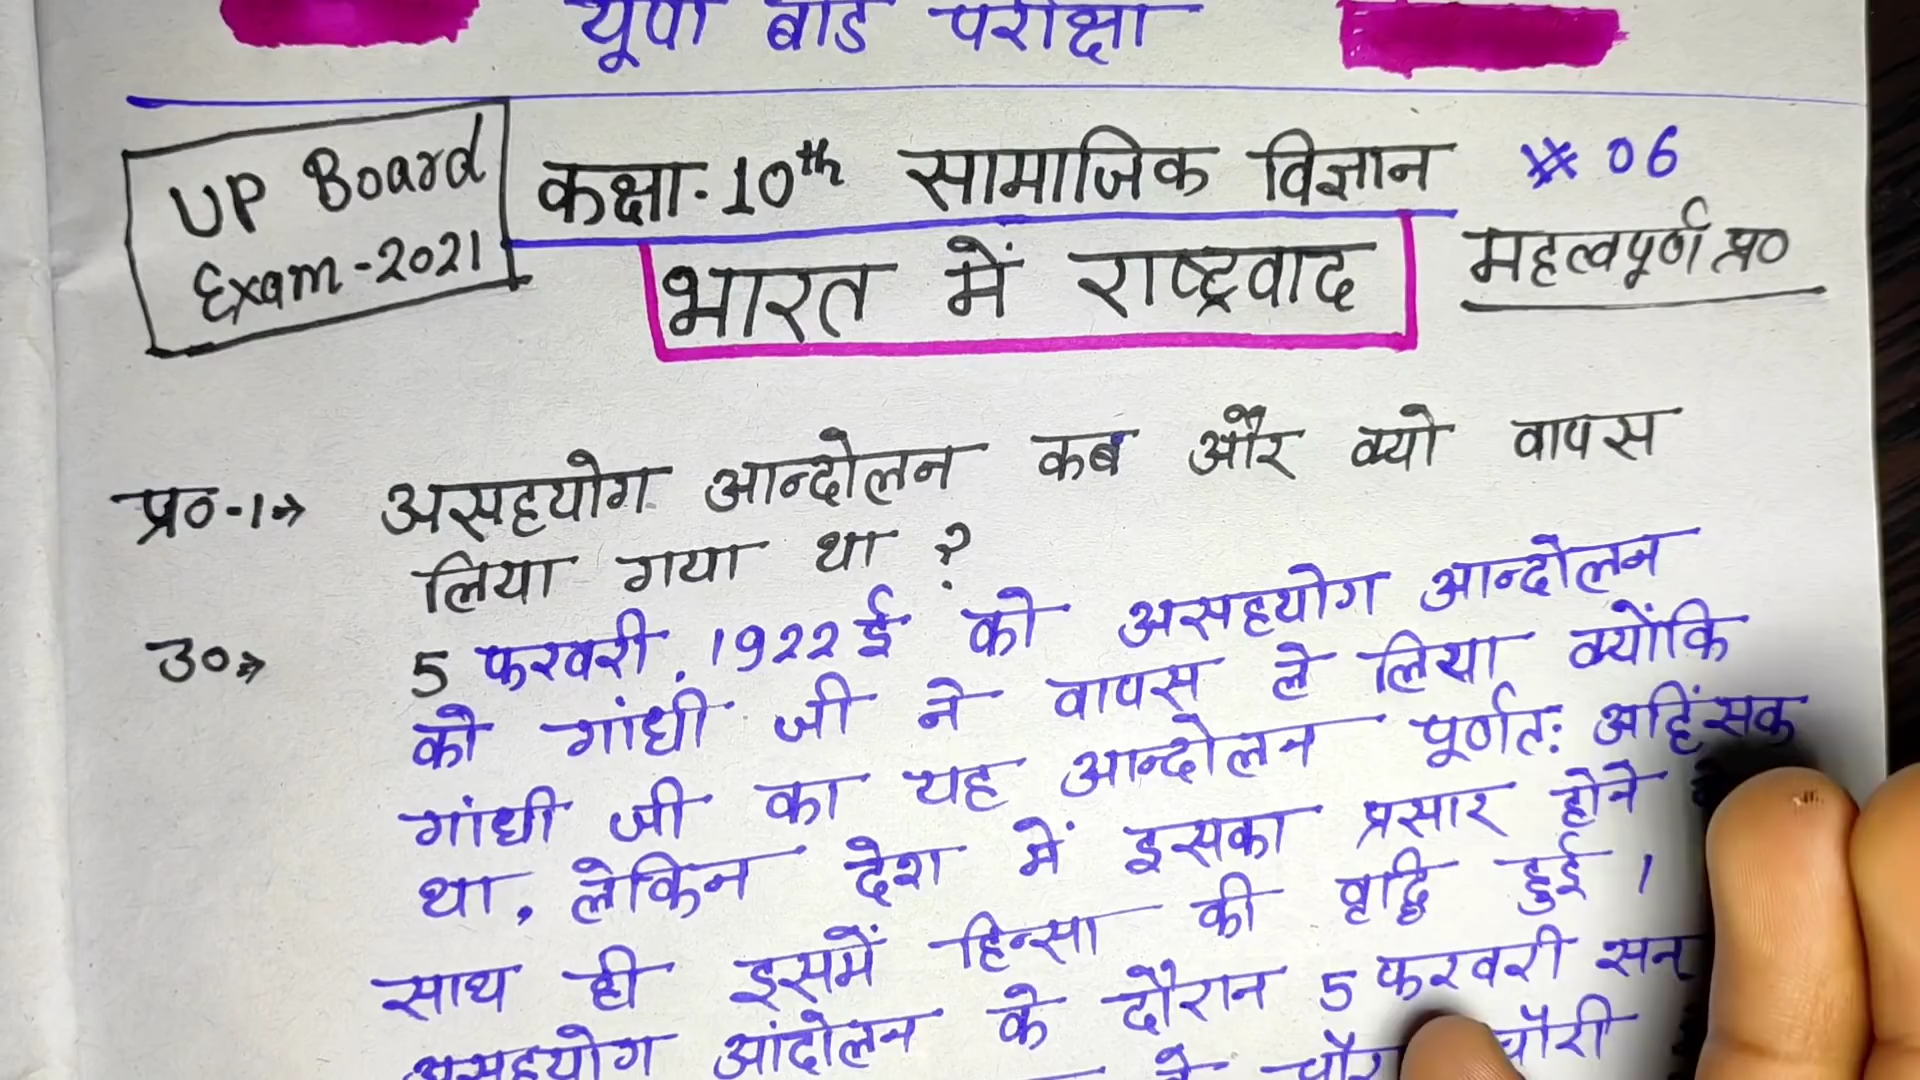 यूपी बोर्ड परीक्षा
UP Board
Exam-2021
कक्षा-10th सामाजिक विज्ञान # 06
भारत में राष्ट्रवाद महत्वपूर्ण प्र०
प्र०-1→ असहयोग आन्दोलन कब और क्यो वापस
लिया गया था ?
उ०→ 5 फरवरी, 1922 ई को असहयोग आन्दोलन
को गांधी जी ने वापस ले लिया क्योंकि
गांधी जी का यह आन्दोलन पूर्णतः अहिंसक
था, लेकिन देश में इसका प्रसार होने
साथ ही इसमें हिन्सा की वृद्धि हुई।
असहयोग आंदोलन के दौरान 5 फरवरी सन्
ने चौरा चौरी